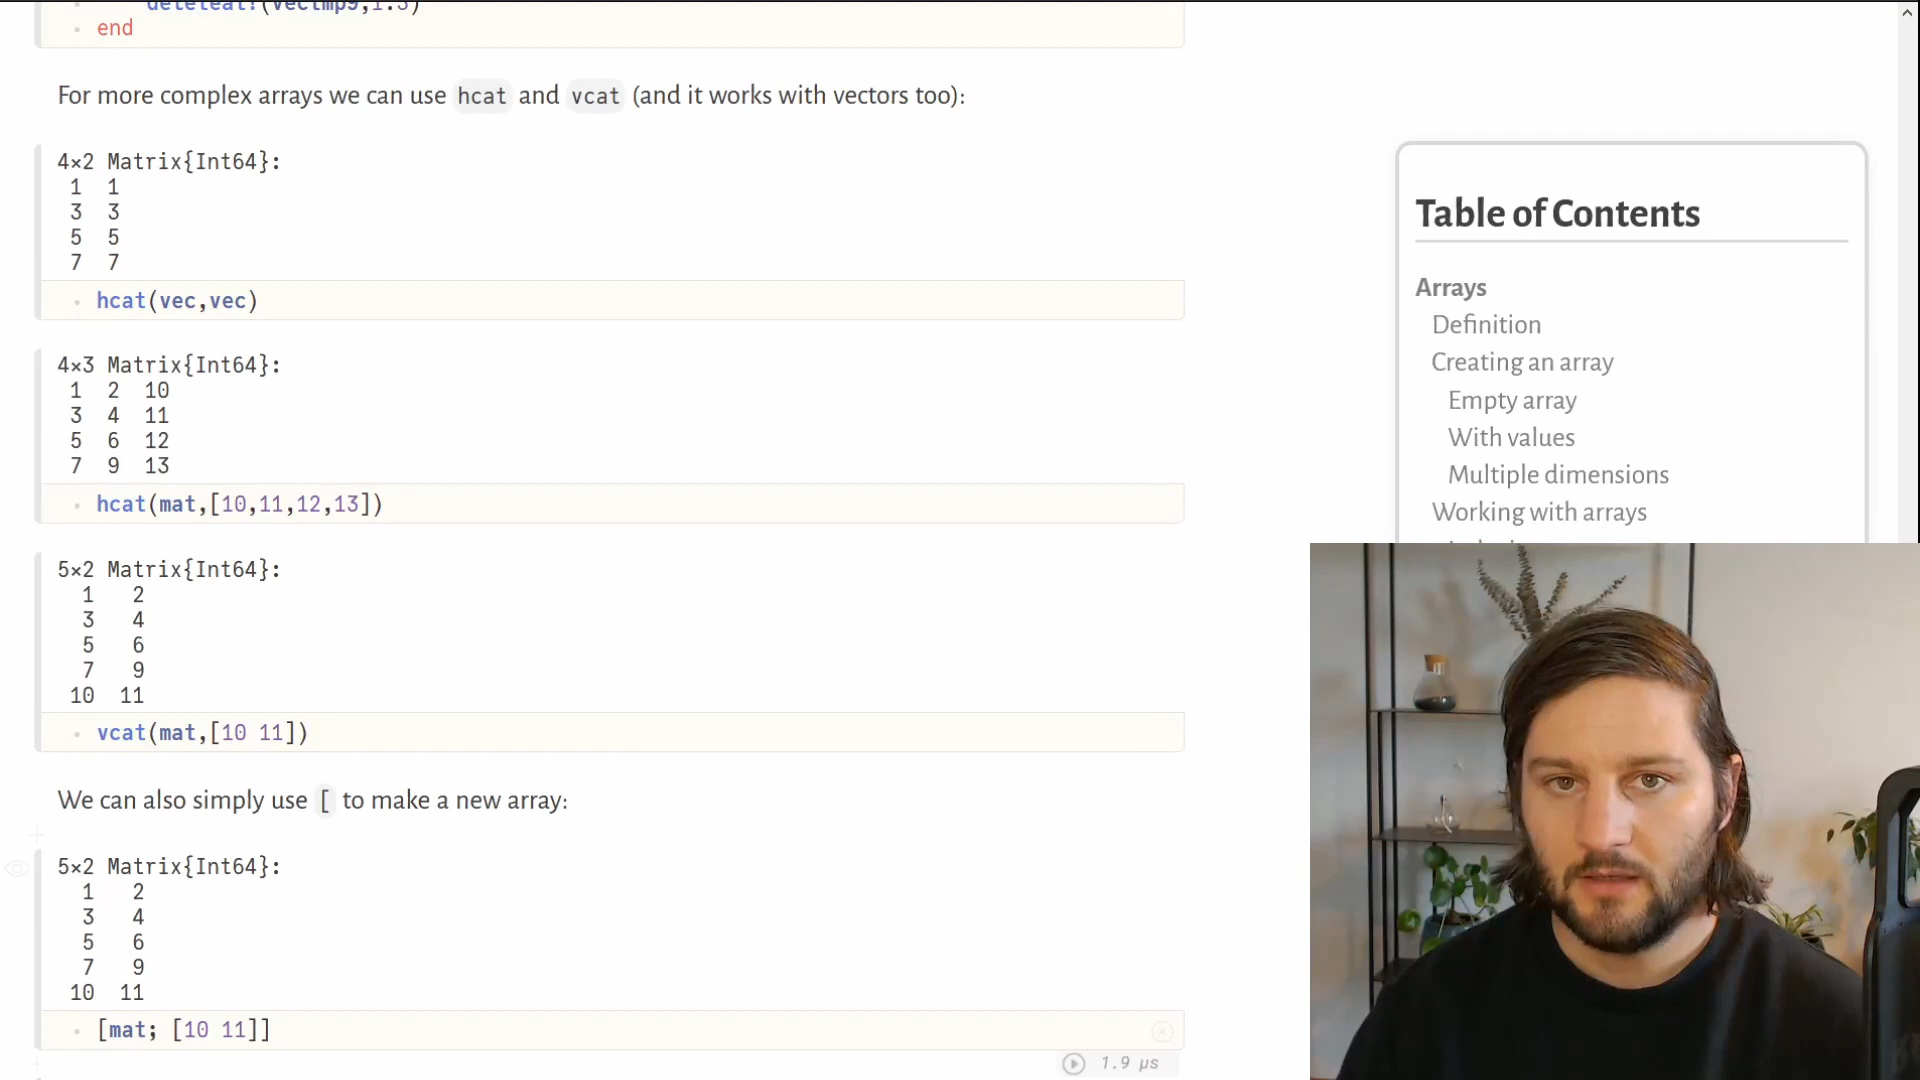 deleteat!(vectmp9,1:3)
end
For more complex arrays we can use hcat and vcat (and it works with vectors too):
4×2 Matrix{Int64}:
1 1
3 3
5 5
7 7
hcat(vec,vec)
4×3 Matrix{Int64}:
1 2 10
3 4 11
5 6 12
7 9 13
hcat(mat,[10,11,12,13])
5×2 Matrix{Int64}:
1 2
3 4
5 6
7 9
10 11
vcat(mat,[10 11])
We can also simply use [ to make a new array:
5×2 Matrix{Int64}:
1 2
3 4
5 6
7 9
10 11
[mat; [10 11]]
1.9 µs
Table of Contents
Arrays
Definition
Creating an array
Empty array
With values
Multiple dimensions
Working with arrays